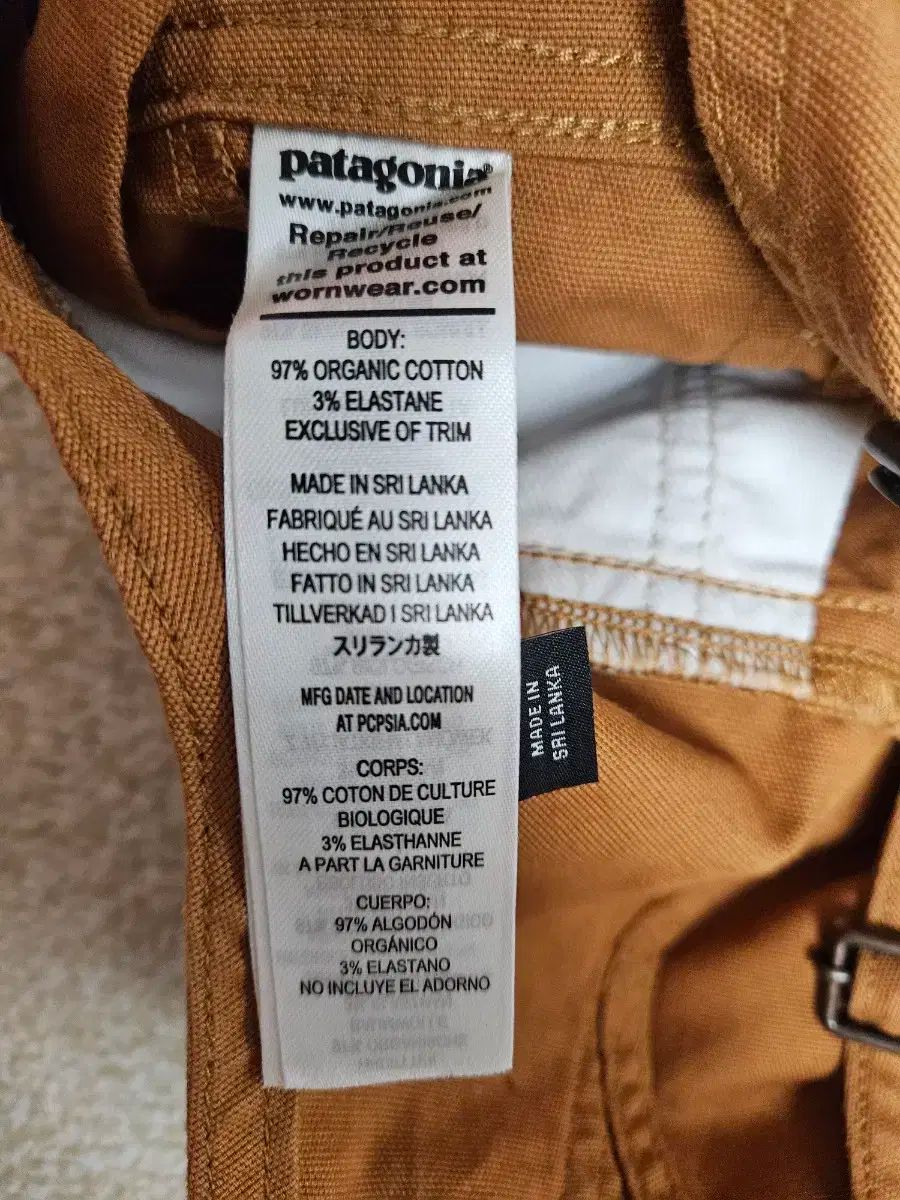 patagonia®
www.patagonia.com
Repair/Reuse/
Recycle
this product at
wornwear.com
BODY:
97% ORGANIC COTTON
3% ELASTANE
EXCLUSIVE OF TRIM
MADE IN SRI LANKA
FABRIQUÉ AU SRI LANKA
HECHO EN SRI LANKA
FATTO IN SRI LANKA
TILLVERKAD I SRI LANKA
スリランカ製
MFG DATE AND LOCATION
AT PCPSIA.COM
CORPS:
97% COTON DE CULTURE
BIOLOGIQUE
3% ELASTHANNE
A PART LA GARNITURE
CUERPO:
97% ALGODÓN
ORGÁNICO
3% ELASTANO
NO INCLUYE EL ADORNO
MADE IN
SRI LANKA